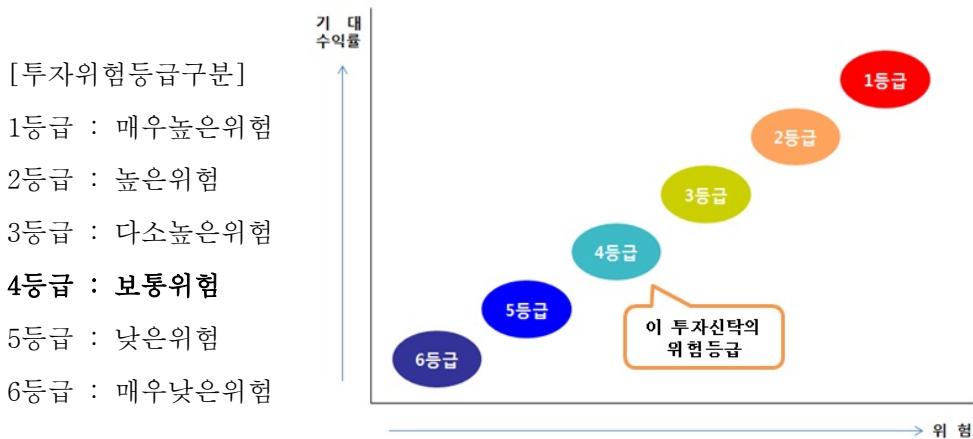 [투자위험등급구분]
1등급 : 매우높은위험
2등급 : 높은위험
3등급 : 다소높은위험
4등급 : 보통위험
5등급 : 낮은위험
6등급 : 매우낮은위험
기 대
수익률
1등급
2등급
3등급
4등급
5등급
6등급
이 투자신탁의
위험등급
위 험